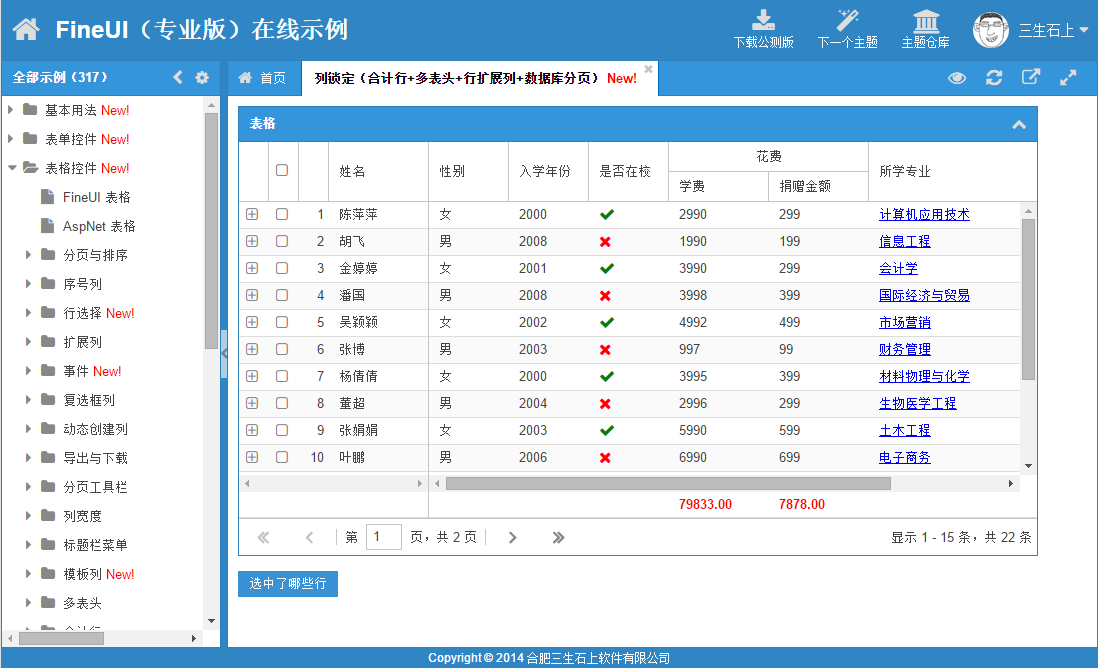 FineUI（专业版）在线示例
下载公测版 下一个主题 主题仓库 三生石上
全部示例（317）
首页 列锁定（合计行+多表头+行扩展列+数据库分页） New!
基本用法 New!
表单控件 New!
表格控件 New!
FineUI 表格
AspNet 表格
分页与排序
序号列
行选择 New!
扩展列
事件 New!
复选框列
动态创建列
导出与下载
分页工具栏
列宽度
标题栏菜单
模板列 New!
多表头
合计行
表格
姓名 性别 入学年份 是否在校 花费 所学专业
学费 捐赠金额
1 陈萍萍 女 2000 2990 299 计算机应用技术
2 胡飞 男 2008 1990 199 信息工程
3 金婷婷 女 2001 3990 299 会计学
4 潘国 男 2008 3998 399 国际经济与贸易
5 吴颖颖 女 2002 4992 499 市场营销
6 张博 男 2003 997 99 财务管理
7 杨倩倩 女 2000 3995 399 材料物理与化学
8 董超 男 2004 2996 299 生物医学工程
9 张娟娟 女 2003 5990 599 土木工程
10 叶鹏 男 2006 6990 699 电子商务
79833.00 7878.00
第 1 页，共 2 页 显示 1 - 15 条，共 22 条
选中了哪些行
Copyright © 2014 合肥三生石上软件有限公司